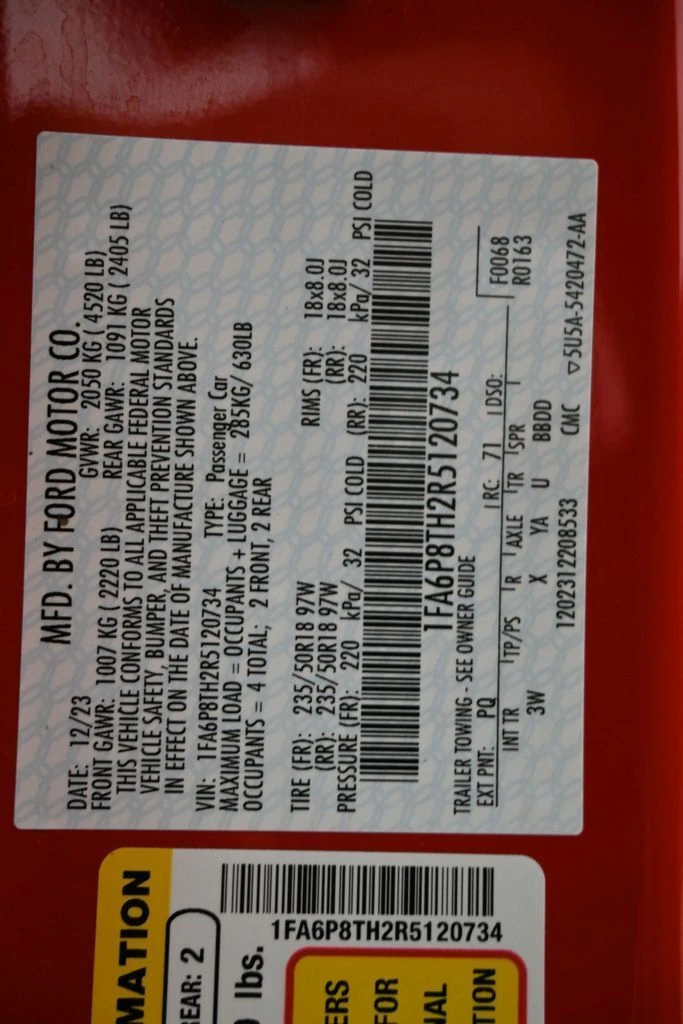 MFD. BY FORD MOTOR CO.
DATE: 12/23 GVWR: 2050 KG ( 4520 LB)
FRONT GAWR: 1007 KG ( 2220 LB) REAR GAWR: 1091 KG ( 2405 LB)
THIS VEHICLE CONFORMS TO ALL APPLICABLE FEDERAL MOTOR
VEHICLE SAFETY, BUMPER, AND THEFT PREVENTION STANDARDS
IN EFFECT ON THE DATE OF MANUFACTURE SHOWN ABOVE.
VIN: 1FA6P8TH2R5120734 TYPE: Passenger Car
MAXIMUM LOAD = OCCUPANTS + LUGGAGE = 285KG/ 630LB
OCCUPANTS = 4 TOTAL; 2 FRONT, 2 REAR
TIRE (FR): 235/50R18 97W RIMS (FR): 18x8.0J
(RR): 235/50R18 97W (RR): 18x8.0J
PRESSURE (FR): 220 kPa/ 32 PSI COLD (RR): 220 kPa/ 32 PSI COLD
1FA6P8TH2R5120734
TRAILER TOWING - SEE OWNER GUIDE
EXT PNT: PQ RC: 71 DSO: F0068
R0163
INT TR TP/PS R AXLE TR SPR
3W X YA U BBDD
1202312208533 CMC ▽5U5A-5420472-AA
MATION
REAR: 2
lbs.
1FA6P8TH2R5120734
ERS
FOR
NAL
TION